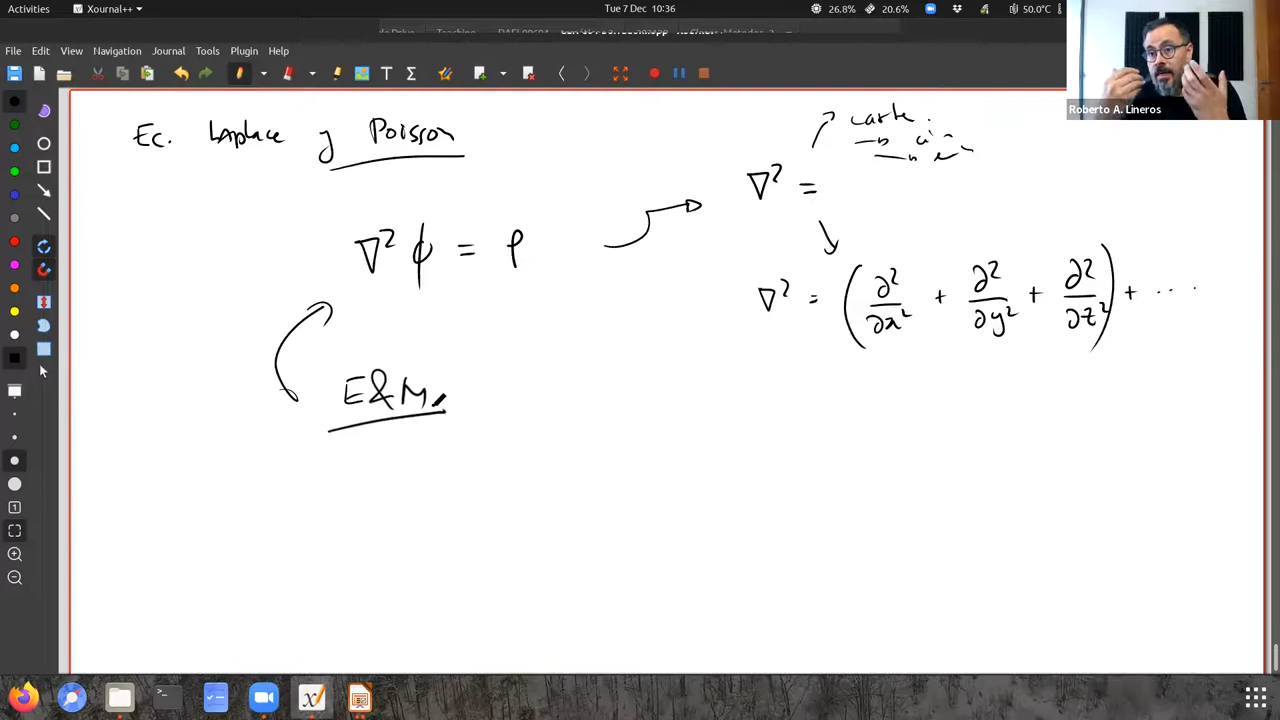 Activities Xournal++ Tue 7 Dec 10:36 26.8% 20.6% 50.0°C
File Edit View Navigation Journal Tools Plugin Help
Roberto A. Lineros
Ec. Laplace y Poisson
carte.
∇² =
∇² ϕ = ρ
∇² = (∂²/∂x² + ∂²/∂y² + ∂²/∂z²) + ....
E&M.